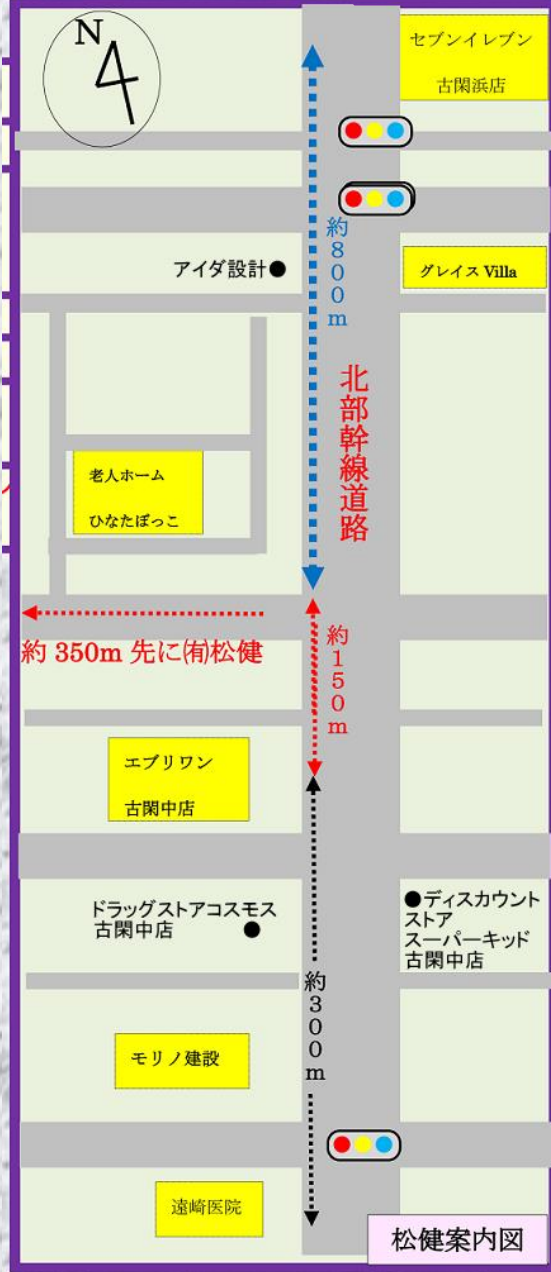 N
セブンイレブン
古閑浜店
約800m
アイダ設計●
グレイス Villa
北部幹線道路
老人ホーム
ひなたぼっこ
約 350m 先に㈲松健
約150m
エブリワン
古閑中店
ドラッグストアコスモス
古閑中店 ●
●ディスカウント
ストア
スーパーキッド
古閑中店
約300m
モリノ建設
遠崎医院
松健案内図